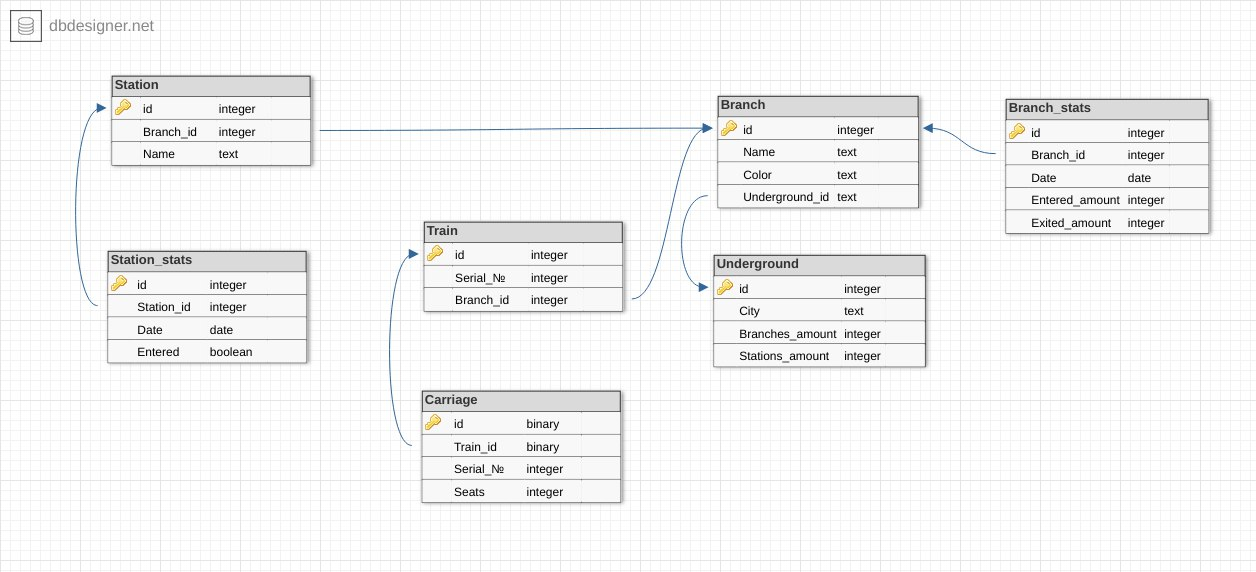 dbdesigner.net
Station
id integer
Branch_id integer
Name text
Station_stats
id integer
Station_id integer
Date date
Entered boolean
Train
id integer
Serial_№ integer
Branch_id integer
Carriage
id binary
Train_id binary
Serial_№ integer
Seats integer
Branch
id integer
Name text
Color text
Underground_id text
Underground
id integer
City text
Branches_amount integer
Stations_amount integer
Branch_stats
id integer
Branch_id integer
Date date
Entered_amount integer
Exited_amount integer